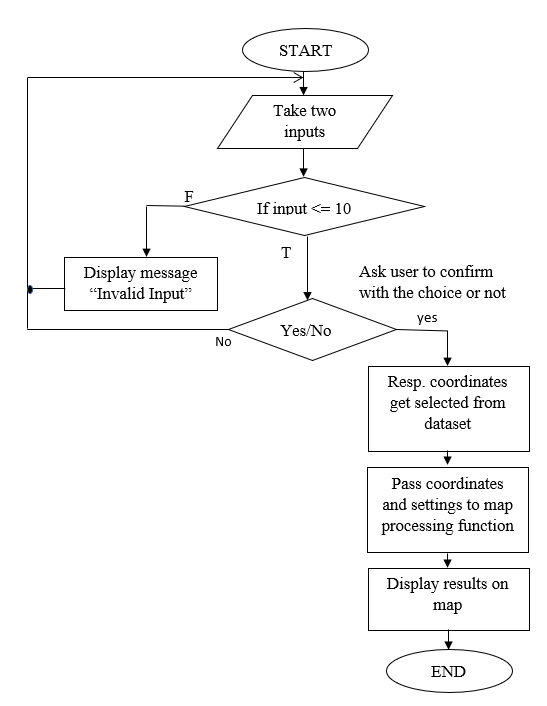 START
Take two
inputs
F
If input <= 10
T
Display message
“Invalid Input”
Ask user to confirm
with the choice or not
yes
Yes/No
No
Resp. coordinates
get selected from
dataset
Pass coordinates
and settings to map
processing function
Display results on
map
END